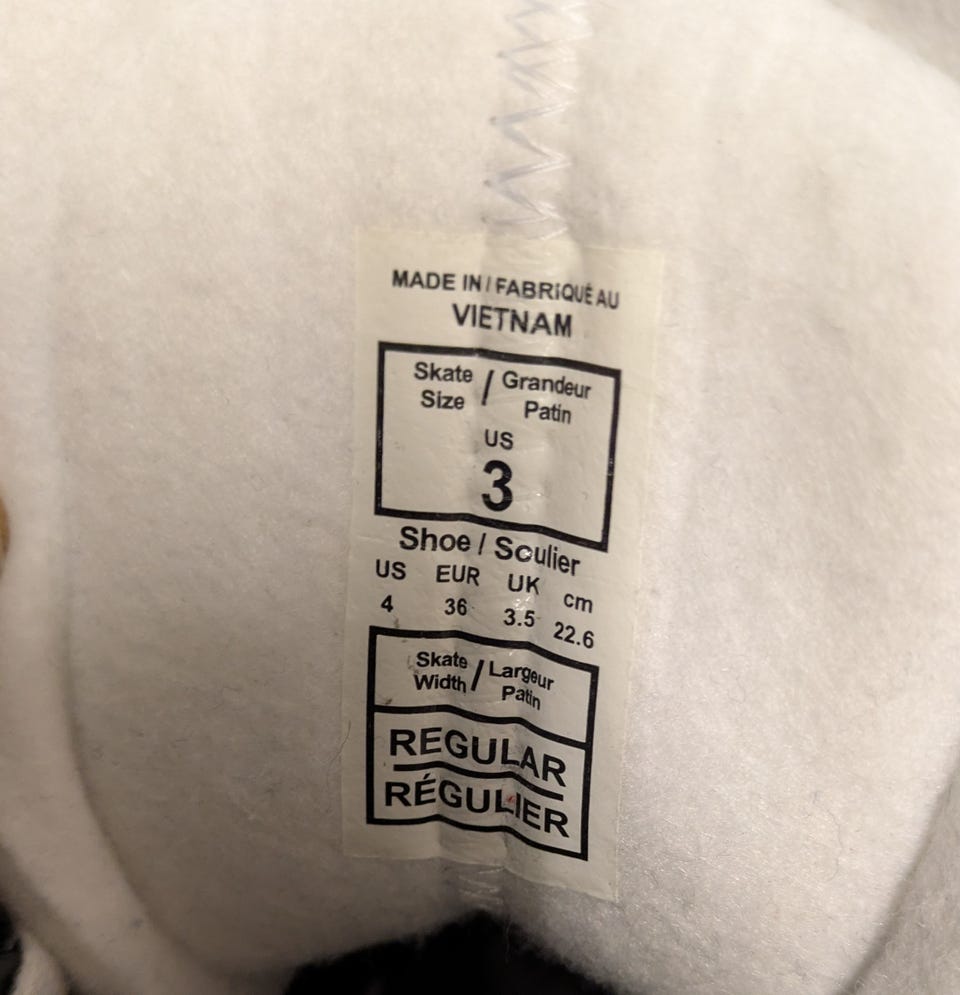 MADE IN / FABRIQUÉ AU
VIETNAM
Skate Size / Grandeur Patin
US
3
Shoe / Soulier
US EUR UK cm
4 36 3.5 22.6
Skate Width / Largeur Patin
REGULAR
RÉGULIER